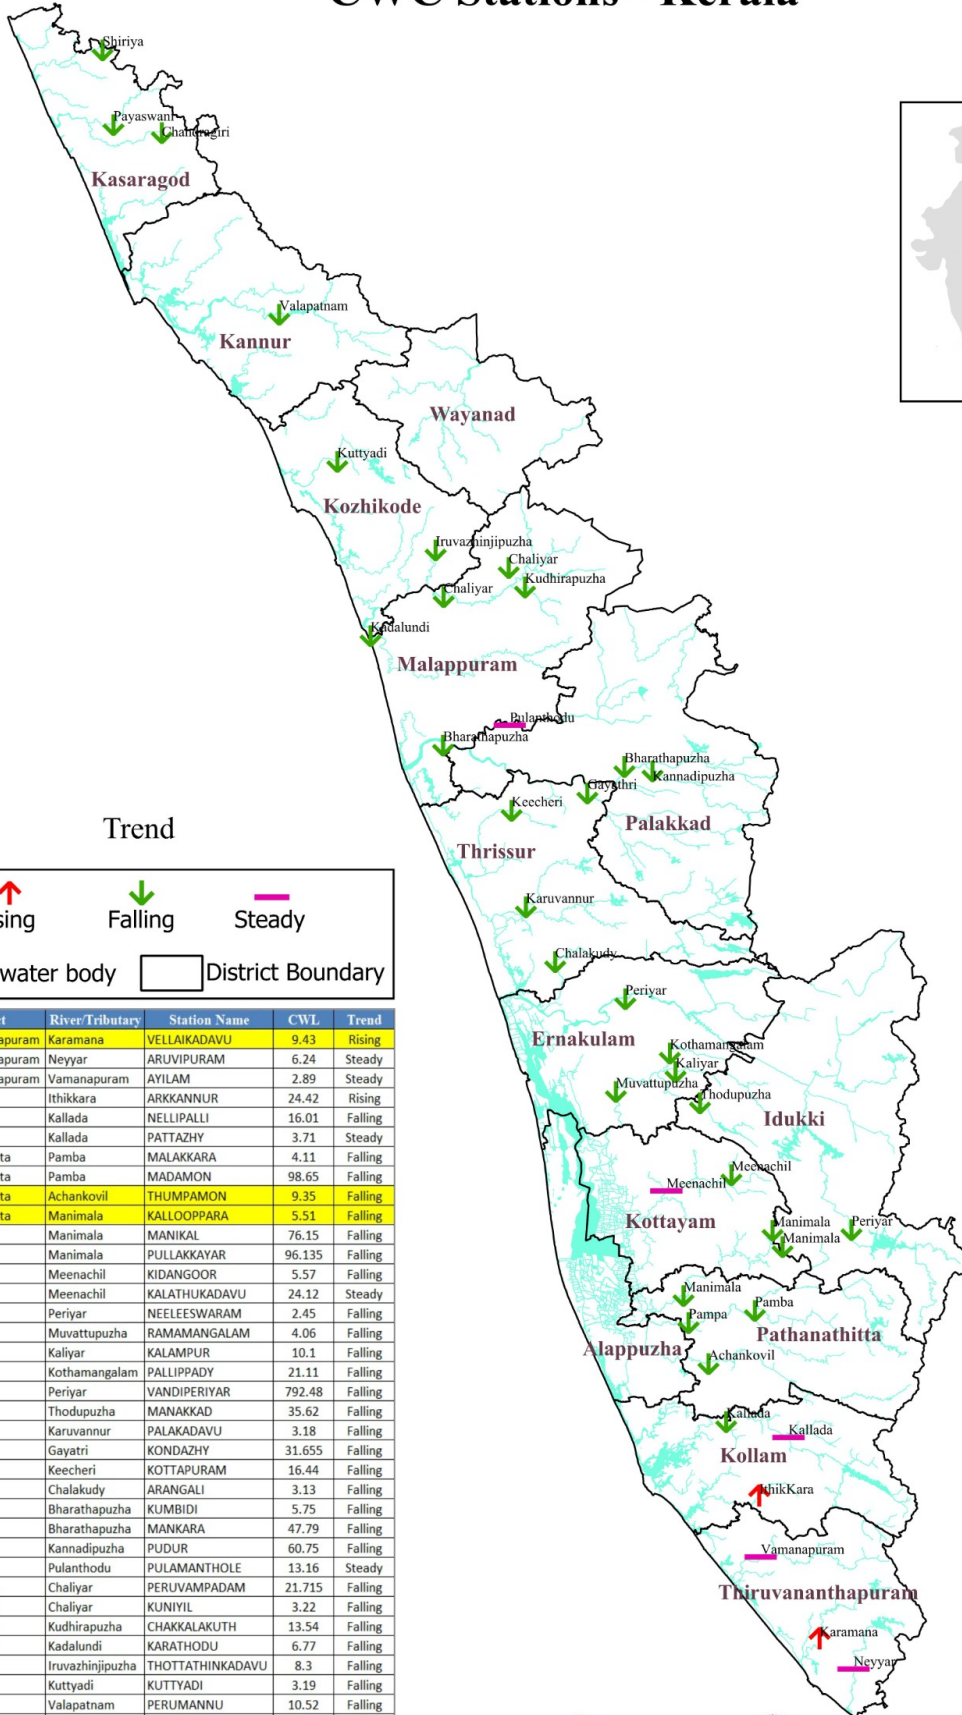 CWC Stations - Kerala
Shiriya
Payaswani
Chandragiri
Kasaragod
Valapatnam
Kannur
Wayanad
Kuttyadi
Kozhikode
Iruvazhinjipuzha
Chaliyar
Kudhirapuzha
Chaliyar
Kadalundi
Malappuram
Pulanthodu
Bharathapuzha
Bharathapuzha
Kannadipuzha
Gayathri
Keecheri
Palakkad
Thrissur
Karuvannur
Chalakudy
Periyar
Ernakulam
Kothamangalam
Kaliyar
Muvattupuzha
Thodupuzha
Idukki
Meenachil
Meenachil
Kottayam
Manimala
Periyar
Manimala
Manimala
Pamba
Pampa
Pathanathitta
Alappuzha
Achankovil
Kallada
Kallada
Kollam
IthikKara
Vamanapuram
Thiruvananthapuram
Karamana
Neyyar
Trend
sing Falling Steady
water body District Boundary
ct River/Tributary Station Name CWL Trend
apuram Karamana VELLAIKADAVU 9.43 Rising
apuram Neyyar ARUVIPURAM 6.24 Steady
apuram Vamanapuram AYILAM 2.89 Steady
Ithikkara ARKKANNUR 24.42 Rising
Kallada NELLIPALLI 16.01 Falling
Kallada PATTAZHY 3.71 Steady
ta Pamba MALAKKARA 4.11 Falling
ta Pamba MADAMON 98.65 Falling
ta Achankovil THUMPAMON 9.35 Falling
ta Manimala KALLOOPPARA 5.51 Falling
Manimala MANIKAL 76.15 Falling
Manimala PULLAKKAYAR 96.135 Falling
Meenachil KIDANGOOR 5.57 Falling
Meenachil KALATHUKADAVU 24.12 Steady
Periyar NEELEESWARAM 2.45 Falling
Muvattupuzha RAMAMANGALAM 4.06 Falling
Kaliyar KALAMPUR 10.1 Falling
Kothamangalam PALLIPPADY 21.11 Falling
Periyar VANDIPERIYAR 792.48 Falling
Thodupuzha MANAKKAD 35.62 Falling
Karuvannur PALAKADAVU 3.18 Falling
Gayatri KONDAZHY 31.655 Falling
Keecheri KOTTAPURAM 16.44 Falling
Chalakudy ARANGALI 3.13 Falling
Bharathapuzha KUMBIDI 5.75 Falling
Bharathapuzha MANKARA 47.79 Falling
Kannadipuzha PUDUR 60.75 Falling
Pulanthodu PULAMANTHOLE 13.16 Steady
Chaliyar PERUVAMPADAM 21.715 Falling
Chaliyar KUNIYIL 3.22 Falling
Kudhirapuzha CHAKKALAKUTH 13.54 Falling
Kadalundi KARATHODU 6.77 Falling
Iruvazhinjipuzha THOTTATHINKADAVU 8.3 Falling
Kuttyadi KUTTYADI 3.19 Falling
Valapatnam PERUMANNU 10.52 Falling